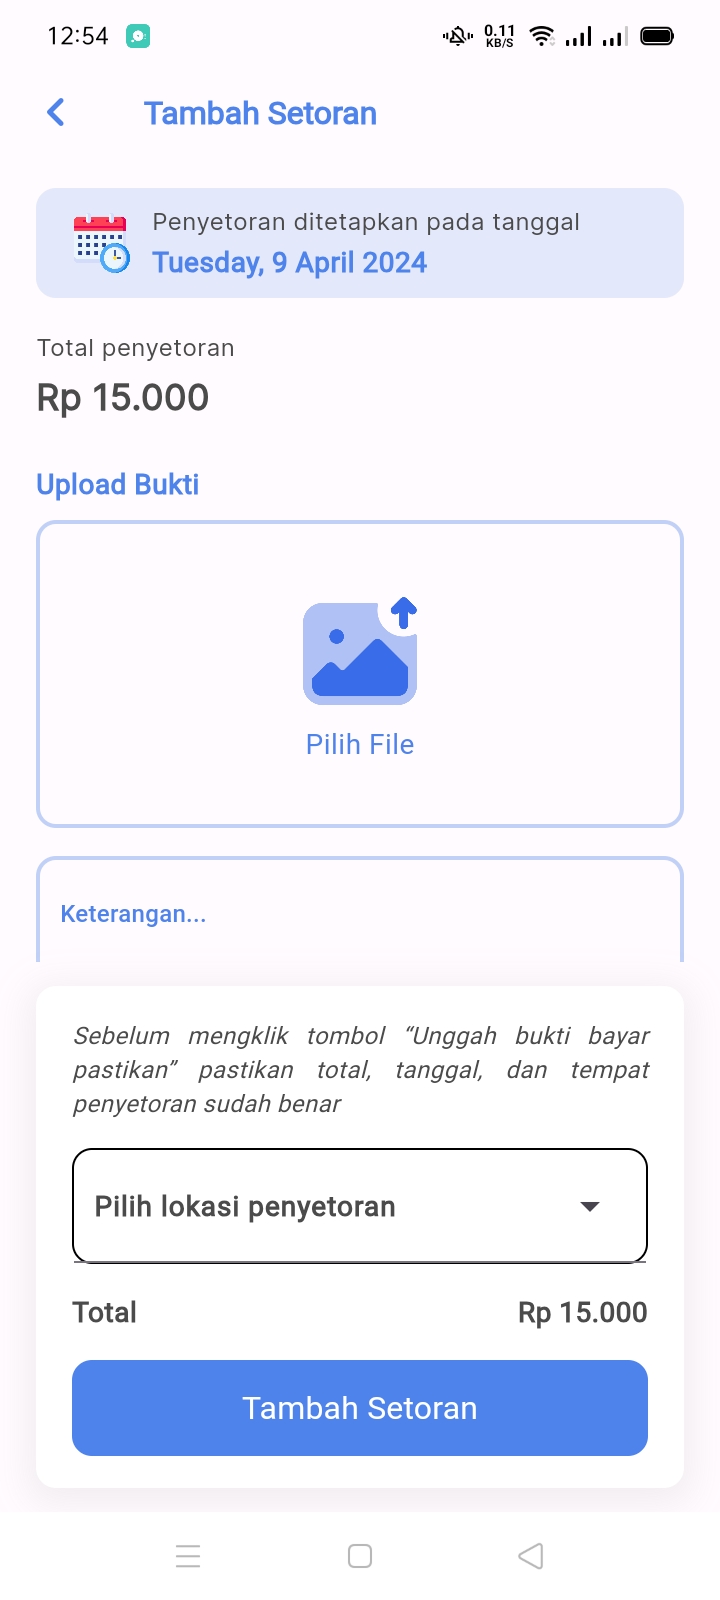 12:54
0.11
KB/S
Tambah Setoran
Penyetoran ditetapkan pada tanggal
Tuesday, 9 April 2024
Total penyetoran
Rp 15.000
Upload Bukti
Pilih File
Keterangan...
Sebelum mengklik tombol “Unggah bukti bayar
pastikan” pastikan total, tanggal, dan tempat
penyetoran sudah benar
Pilih lokasi penyetoran
Total Rp 15.000
Tambah Setoran